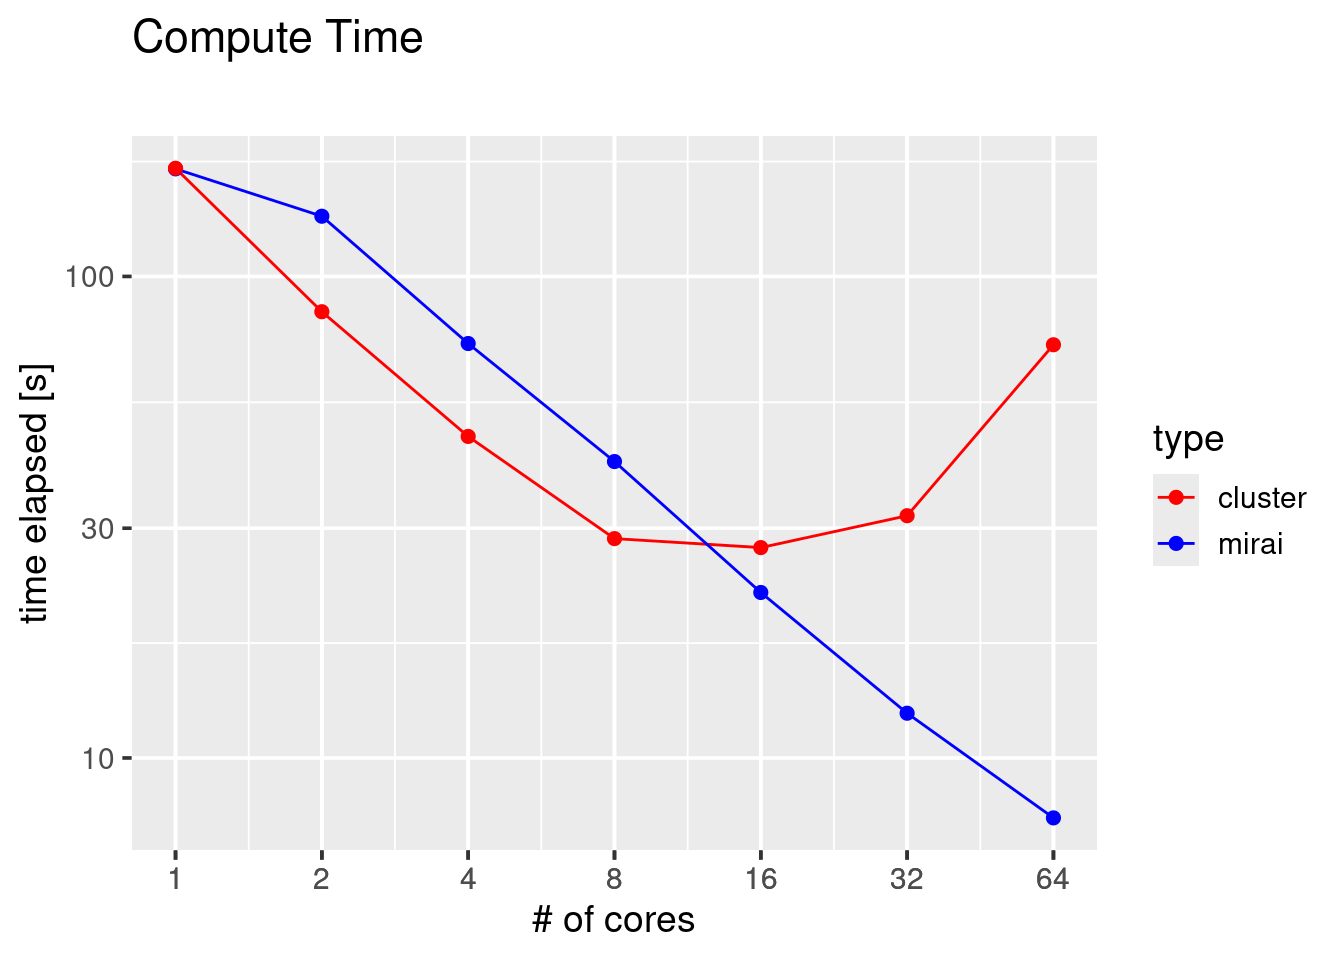 Compute Time
time elapsed [s]
100
30
10
1 2 4 8 16 32 64
# of cores
type
cluster
mirai